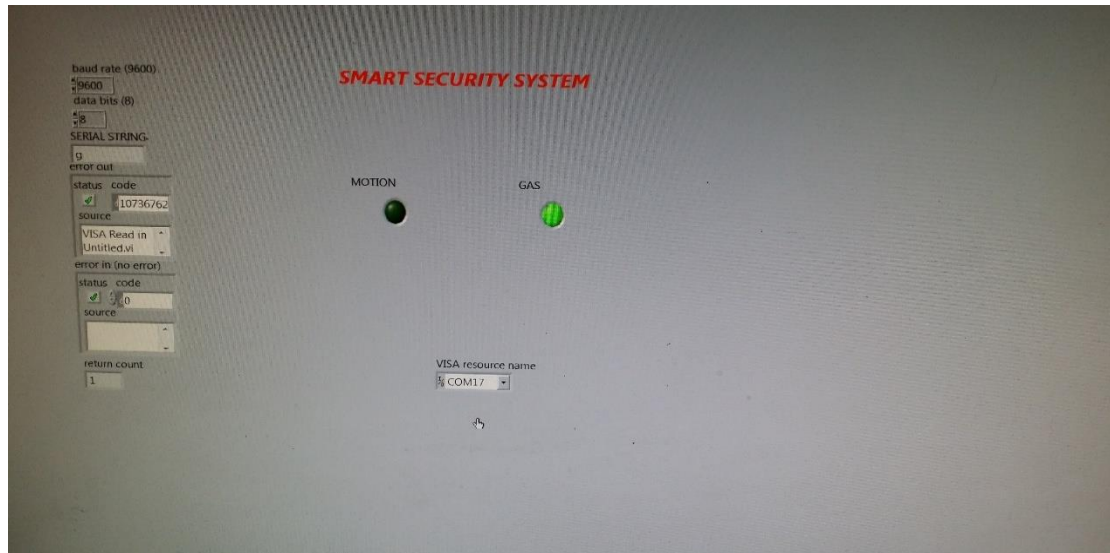 SMART SECURITY SYSTEM
baud rate (9600)
9600
data bits (8)
8
SERIAL STRING
g
error out
status code
10736762
source
VISA Read in
Untitled.vi
error in (no error)
status code
0
source
return count
1
MOTION
GAS
VISA resource name
COM17